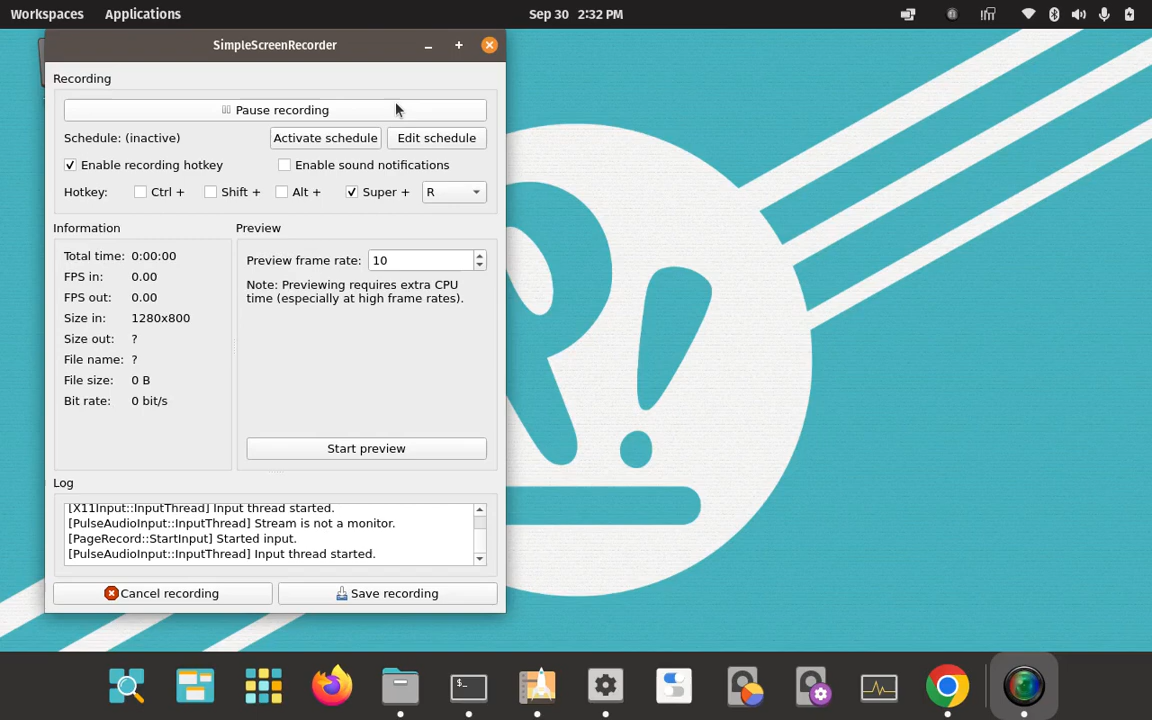 Workspaces Applications Sep 30 2:32 PM
SimpleScreenRecorder
Recording
Pause recording
Schedule: (inactive) Activate schedule Edit schedule
Enable recording hotkey Enable sound notifications
Hotkey: Ctrl + Shift + Alt + Super + R
Information
Total time: 0:00:00
FPS in: 0.00
FPS out: 0.00
Size in: 1280x800
Size out: ?
File name: ?
File size: 0 B
Bit rate: 0 bit/s
Preview
Preview frame rate: 10
Note: Previewing requires extra CPU
time (especially at high frame rates).
Start preview
Log
[X11Input::InputThread] Input thread started.
[PulseAudioInput::InputThread] Stream is not a monitor.
[PageRecord::StartInput] Started input.
[PulseAudioInput::InputThread] Input thread started.
Cancel recording Save recording